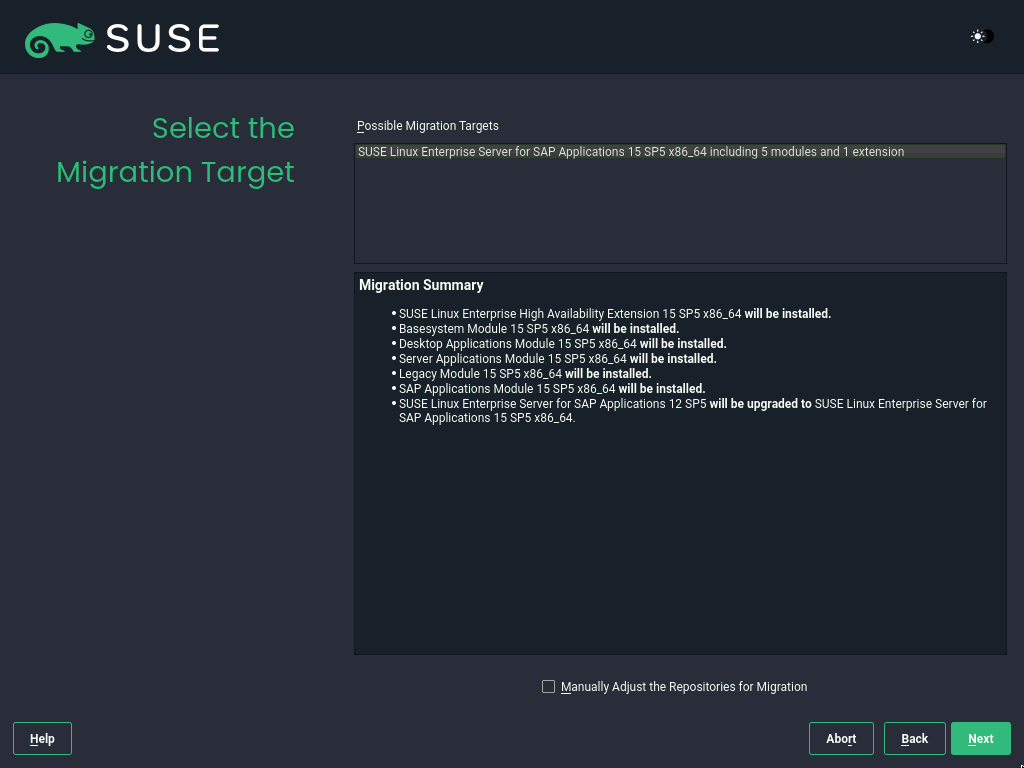 SUSE
Select the
Migration Target
Possible Migration Targets
SUSE Linux Enterprise Server for SAP Applications 15 SP5 x86_64 including 5 modules and 1 extension
Migration Summary
• SUSE Linux Enterprise High Availability Extension 15 SP5 x86_64 will be installed.
• Basesystem Module 15 SP5 x86_64 will be installed.
• Desktop Applications Module 15 SP5 x86_64 will be installed.
• Server Applications Module 15 SP5 x86_64 will be installed.
• Legacy Module 15 SP5 x86_64 will be installed.
• SAP Applications Module 15 SP5 x86_64 will be installed.
• SUSE Linux Enterprise Server for SAP Applications 12 SP5 will be upgraded to SUSE Linux Enterprise Server for
SAP Applications 15 SP5 x86_64.
Manually Adjust the Repositories for Migration
Help
Abort
Back
Next